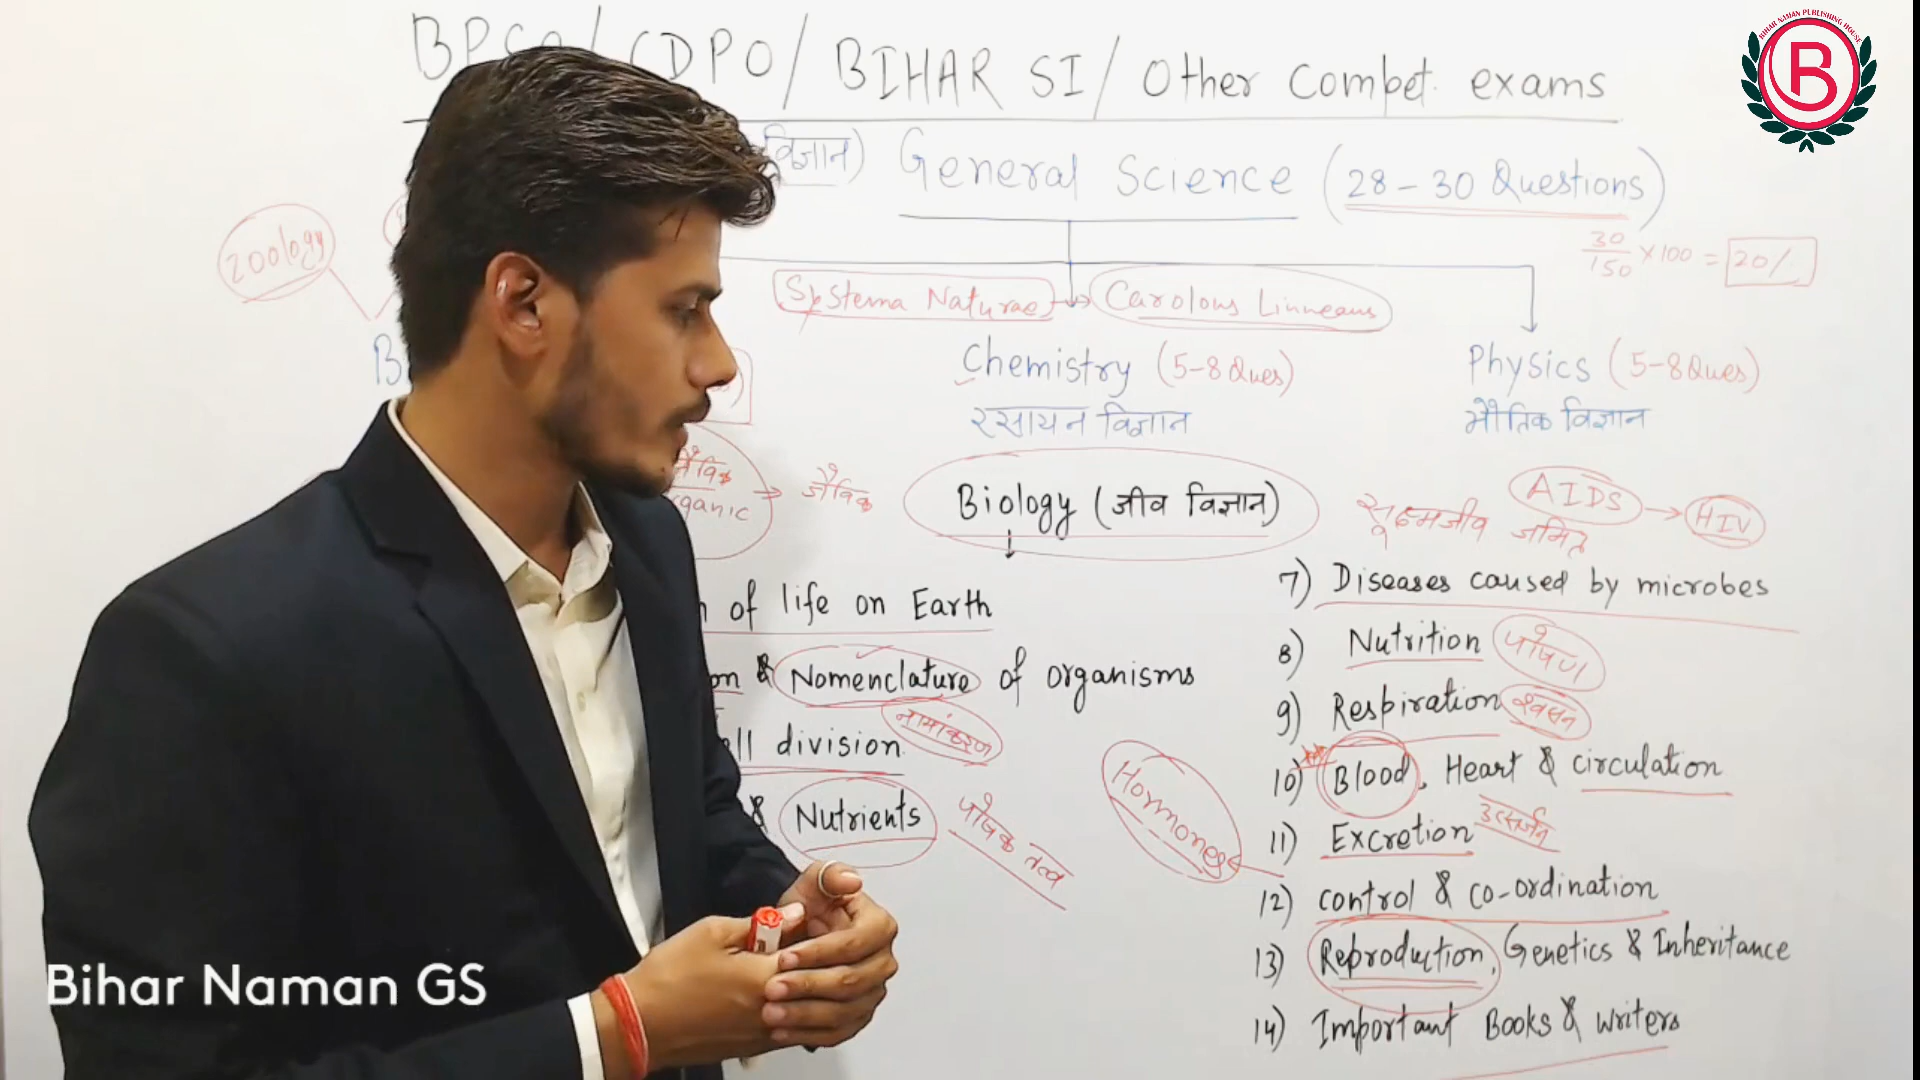 BIHAR NAMAN PUBLISHING HOUSE
B
BPSC / CDPO / BIHAR SI / Other Compet. exams
विज्ञान) General Science (28-30 Questions)
30/150 × 100 = 20%
Zoology
Systema Naturae → Carolous Linneaus
B
Chemistry (5-8 Ques)
रसायन विज्ञान
Physics (5-8 Ques)
भौतिक विज्ञान
ganic → जैविक
Biology (जीव विज्ञान)
AIDS → HIV
सूक्ष्मजीव जनित
of life on Earth
on & Nomenclature of organisms
नामांकरण
ll division
& Nutrients
पोषक तत्व
Hormones
7) Diseases caused by microbes
8) Nutrition पोषण
9) Respiration श्वसन
10) Blood, Heart & circulation
11) Excretion उत्सर्जन
12) control & co-ordination
13) Reproduction, Genetics & Inheritance
14) Important Books & writers
Bihar Naman GS